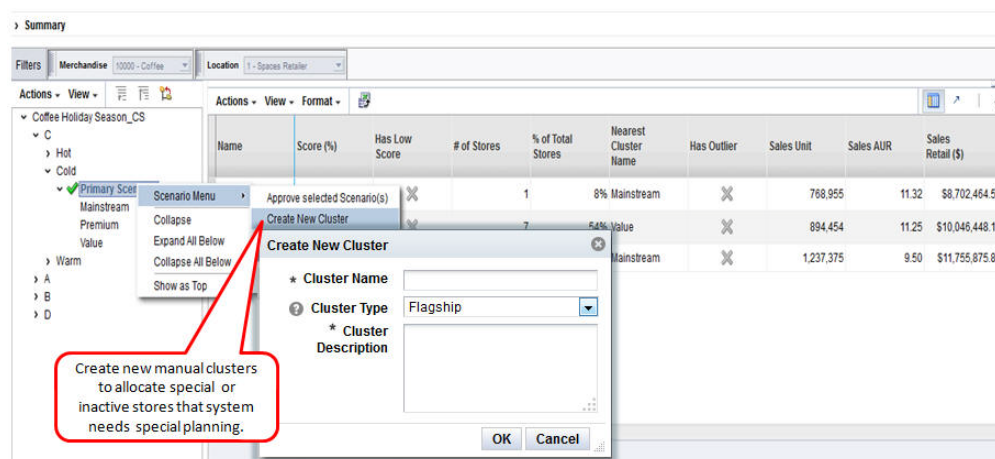 Summary
Filters
Merchandise 10000 - Coffee
Location 1 - Spaces Retailer
Actions View
Actions View Format
Coffee Holiday Season_CS
C
Hot
Cold
Primary Scen
Mainstream
Premium
Value
Warm
A
B
D
Scenario Menu
Collapse
Expand All Below
Collapse All Below
Show as Top
Approve selected Scenario(s)
Create New Cluster
Name
Score (%)
Has Low
Score
# of Stores
% of Total
Stores
Nearest
Cluster
Name
Has Outlier
Sales Unit
Sales AUR
Sales
Retail ($)
1 8% Mainstream 768,955 11.32 $8,702,464.5
7 54% Value 894,454 11.25 $10,046,448.1
Mainstream 1,237,375 9.50 $11,755,875.8
Create New Cluster
* Cluster Name
Cluster Type Flagship
* Cluster
Description
OK Cancel
Create new manual clusters
to allocate special or
inactive stores that system
needs special planning.